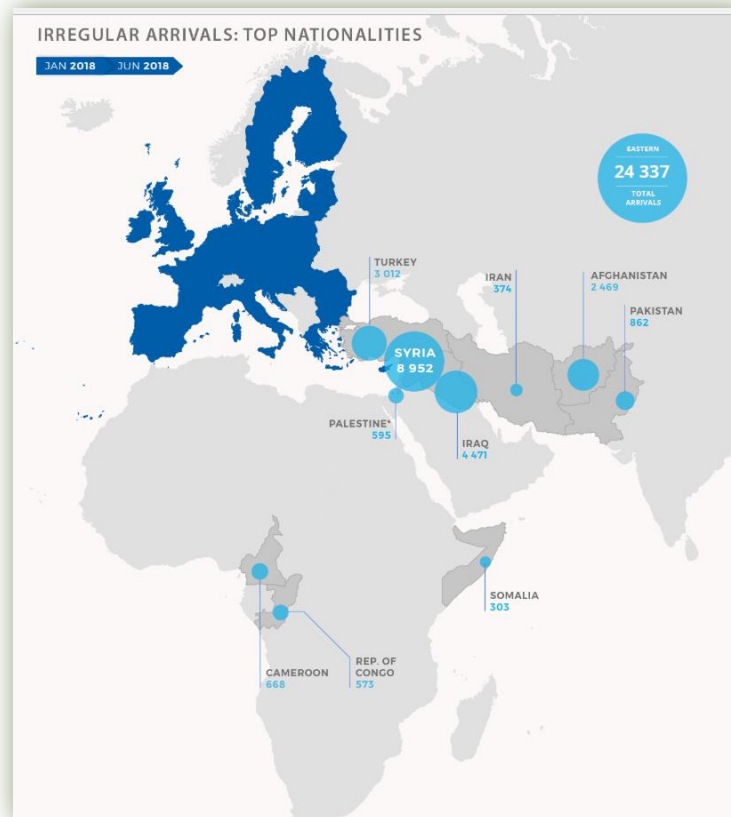 IRREGULAR ARRIVALS: TOP NATIONALITIES
JAN 2018 JUN 2018
EASTERN
24 337
TOTAL
ARRIVALS
TURKEY
3 012
IRAN
374
AFGHANISTAN
2 469
PAKISTAN
862
SYRIA
8 952
PALESTINE*
595
IRAQ
4 471
SOMALIA
303
CAMEROON
668
REP. OF
CONGO
573